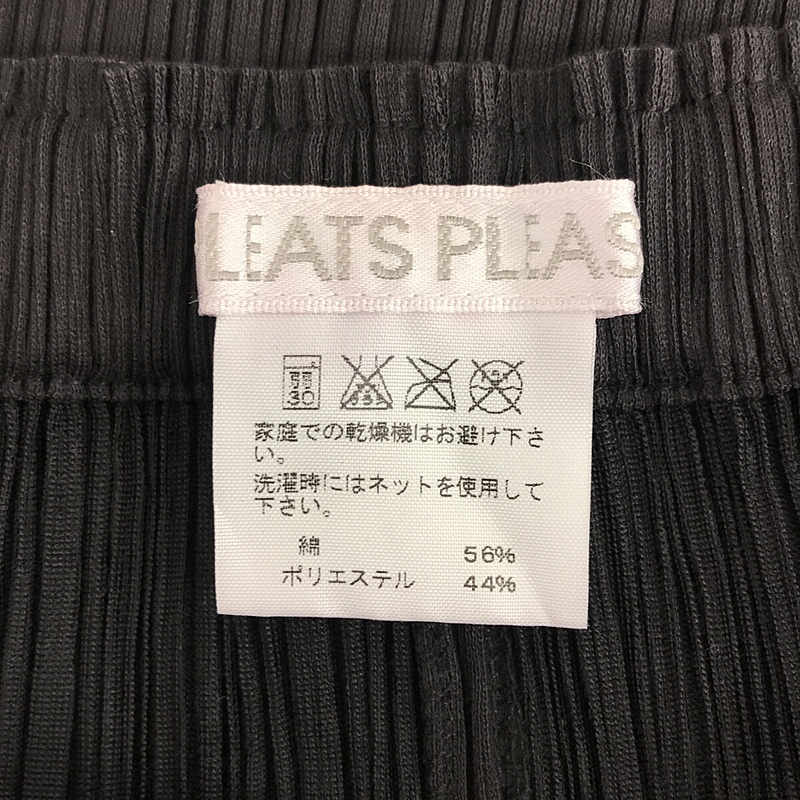 LEATS PLEAS
弱
30
家庭での乾燥機はお避け下さ
い。
洗濯時にはネットを使用して
下さい。
綿 56%
ポリエステル 44%